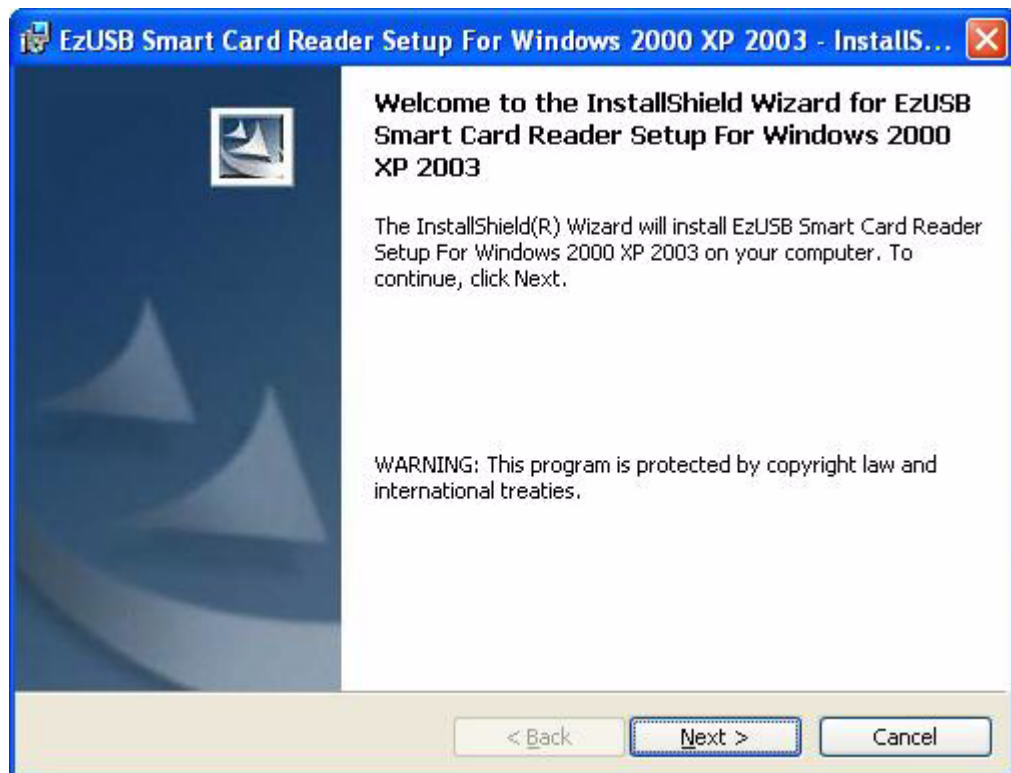 EzUSB Smart Card Reader Setup For Windows 2000 XP 2003 - InstallS...
Welcome to the InstallShield Wizard for EzUSB
Smart Card Reader Setup For Windows 2000
XP 2003
The InstallShield(R) Wizard will install EzUSB Smart Card Reader
Setup For Windows 2000 XP 2003 on your computer. To
continue, click Next.
WARNING: This program is protected by copyright law and
international treaties.
< Back Next > Cancel